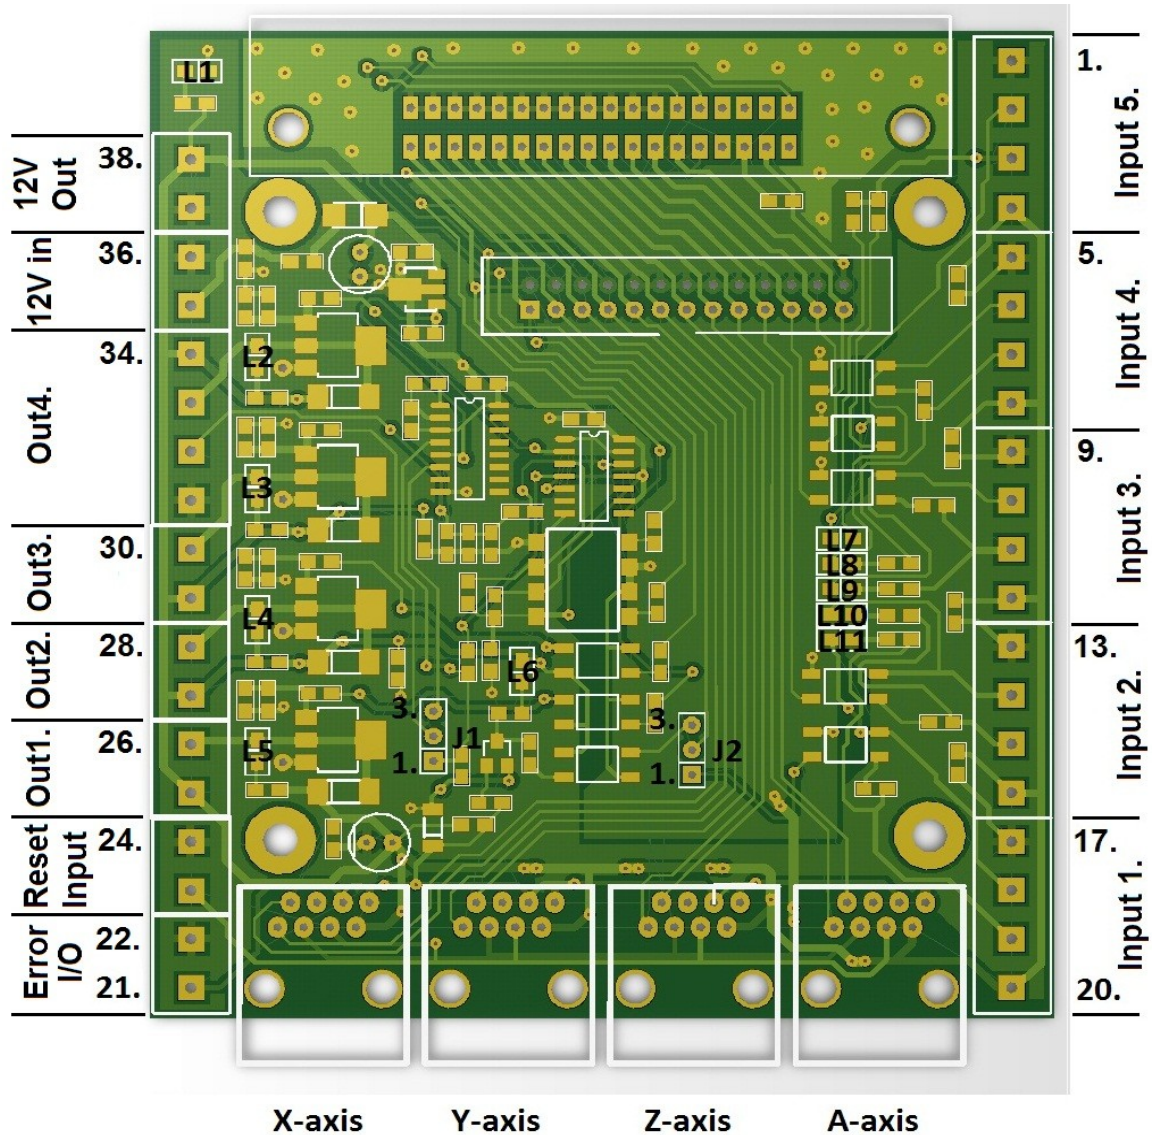 L1
12V
Out
38.
12V in
36.
Out4.
34.
Out3.
30.
Out2.
28.
Out1.
26.
Reset
Input
24.
Error
I/O
22.
21.
L2
L3
L4
L5
L6
3.
J1
1.
3.
J2
1.
L7
L8
L9
L10
L11
1.
Input 5.
5.
Input 4.
9.
Input 3.
13.
Input 2.
17.
Input 1.
20.
X-axis
Y-axis
Z-axis
A-axis